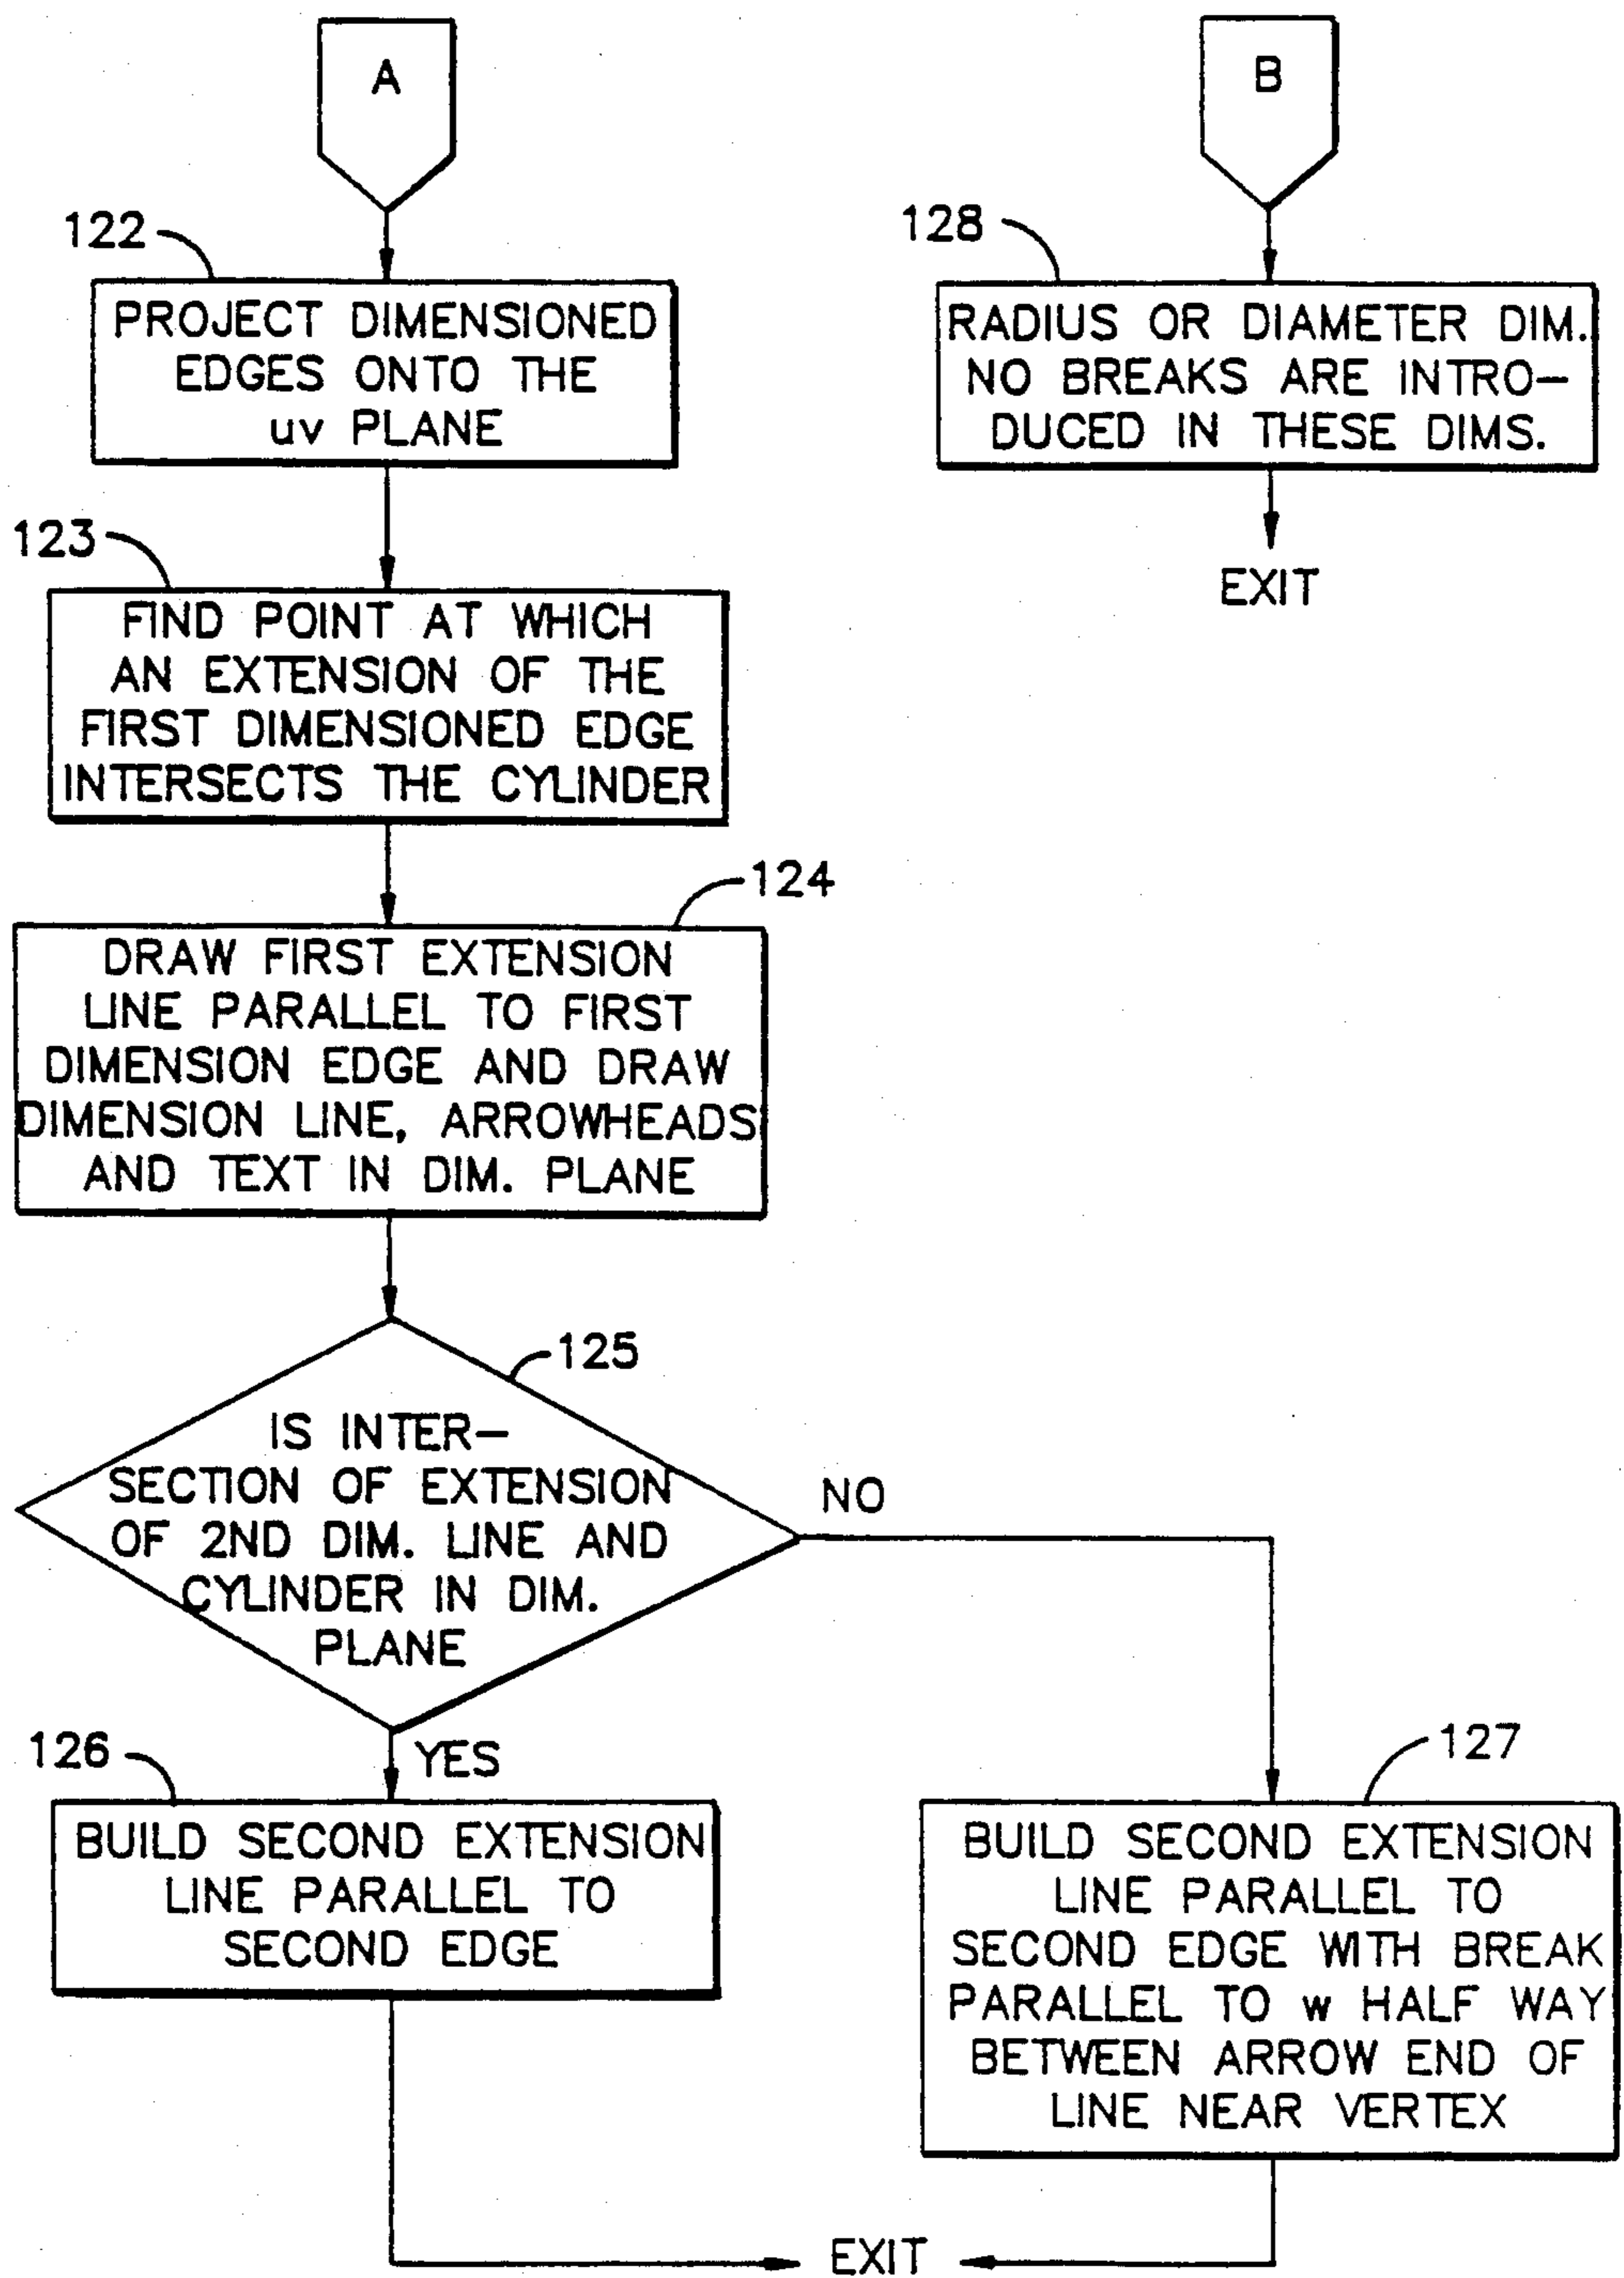 A
122
PROJECT DIMENSIONED
EDGES ONTO THE
uv PLANE
123
FIND POINT AT WHICH
AN EXTENSION OF THE
FIRST DIMENSIONED EDGE
INTERSECTS THE CYLINDER
124
DRAW FIRST EXTENSION
LINE PARALLEL TO FIRST
DIMENSION EDGE AND DRAW
DIMENSION LINE, ARROWHEADS
AND TEXT IN DIM. PLANE
125
IS INTER-
SECTION OF EXTENSION
OF 2ND DIM. LINE AND
CYLINDER IN DIM.
PLANE
NO
YES
126
BUILD SECOND EXTENSION
LINE PARALLEL TO
SECOND EDGE
127
BUILD SECOND EXTENSION
LINE PARALLEL TO
SECOND EDGE WITH BREAK
PARALLEL TO w HALF WAY
BETWEEN ARROW END OF
LINE NEAR VERTEX
EXIT
B
128
RADIUS OR DIAMETER DIM.
NO BREAKS ARE INTRO-
DUCED IN THESE DIMS.
EXIT